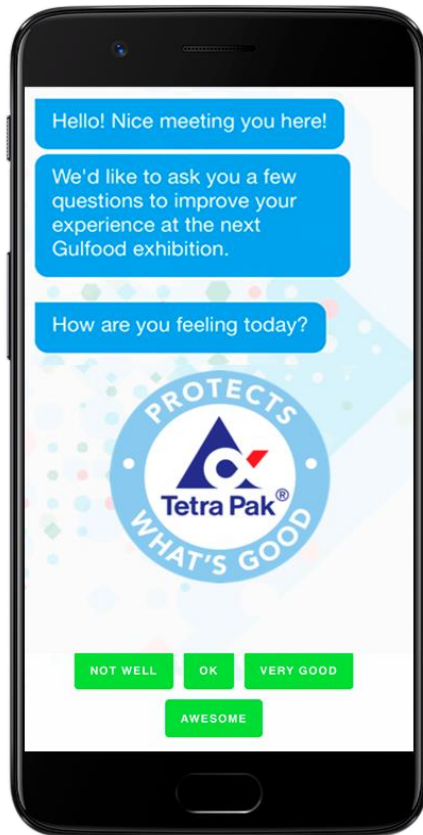 Hello! Nice meeting you here!
We'd like to ask you a few
questions to improve your
experience at the next
Gulfood exhibition.
How are you feeling today?
PROTECTS
Tetra Pak®
WHAT'S GOOD
NOT WELL
OK
VERY GOOD
AWESOME